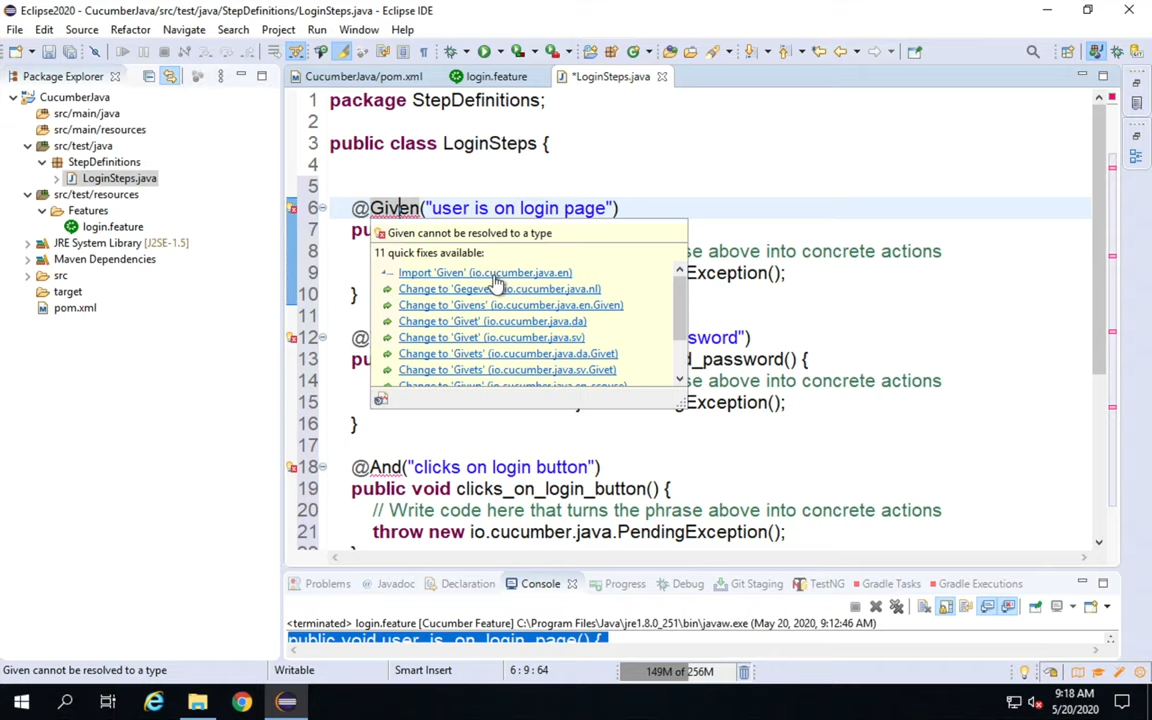 Eclipse2020 - CucumberJava/src/test/java/StepDefinitions/LoginSteps.java - Eclipse IDE
File Edit Source Refactor Navigate Search Project Run Window Help
Package Explorer
CucumberJava/pom.xml login.feature *LoginSteps.java
CucumberJava
src/main/java
src/main/resources
src/test/java
StepDefinitions
LoginSteps.java
src/test/resources
Features
login.feature
JRE System Library [J2SE-1.5]
Maven Dependencies
src
target
pom.xml
1 package StepDefinitions;
2
3 public class LoginSteps {
4
5
6 @Given("user is on login page")
7 pu
8 se above into concrete actions
9 Exception();
10 }
11
12 @ ssword")
13 pu d_password() {
14 se above into concrete actions
15 Exception();
16 }
17
18 @And("clicks on login button")
19 public void clicks_on_login_button() {
20 // Write code here that turns the phrase above into concrete actions
21 throw new io.cucumber.java.PendingException();
22 }
Given cannot be resolved to a type
11 quick fixes available:
Import 'Given' (io.cucumber.java.en)
Change to 'Gegeve io.cucumber.java.nl)
Change to 'Givens' (io.cucumber.java.en.Given)
Change to 'Givet' (io.cucumber.java.da)
Change to 'Givet' (io.cucumber.java.sv)
Change to 'Givets' (io.cucumber.java.da.Givet)
Change to 'Givets' (io.cucumber.java.sv.Givet)
Problems Javadoc Declaration Console Progress Debug Git Staging TestNG Gradle Tasks Gradle Executions
<terminated> login.feature [Cucumber Feature] C:\Program Files\Java\jre1.8.0_251\bin\javaw.exe (May 20, 2020, 9:12:46 AM)
public void user_is_on_login_page() {
Given cannot be resolved to a type Writable Smart Insert 6 : 9 : 64 149M of 256M
9:18 AM
5/20/2020